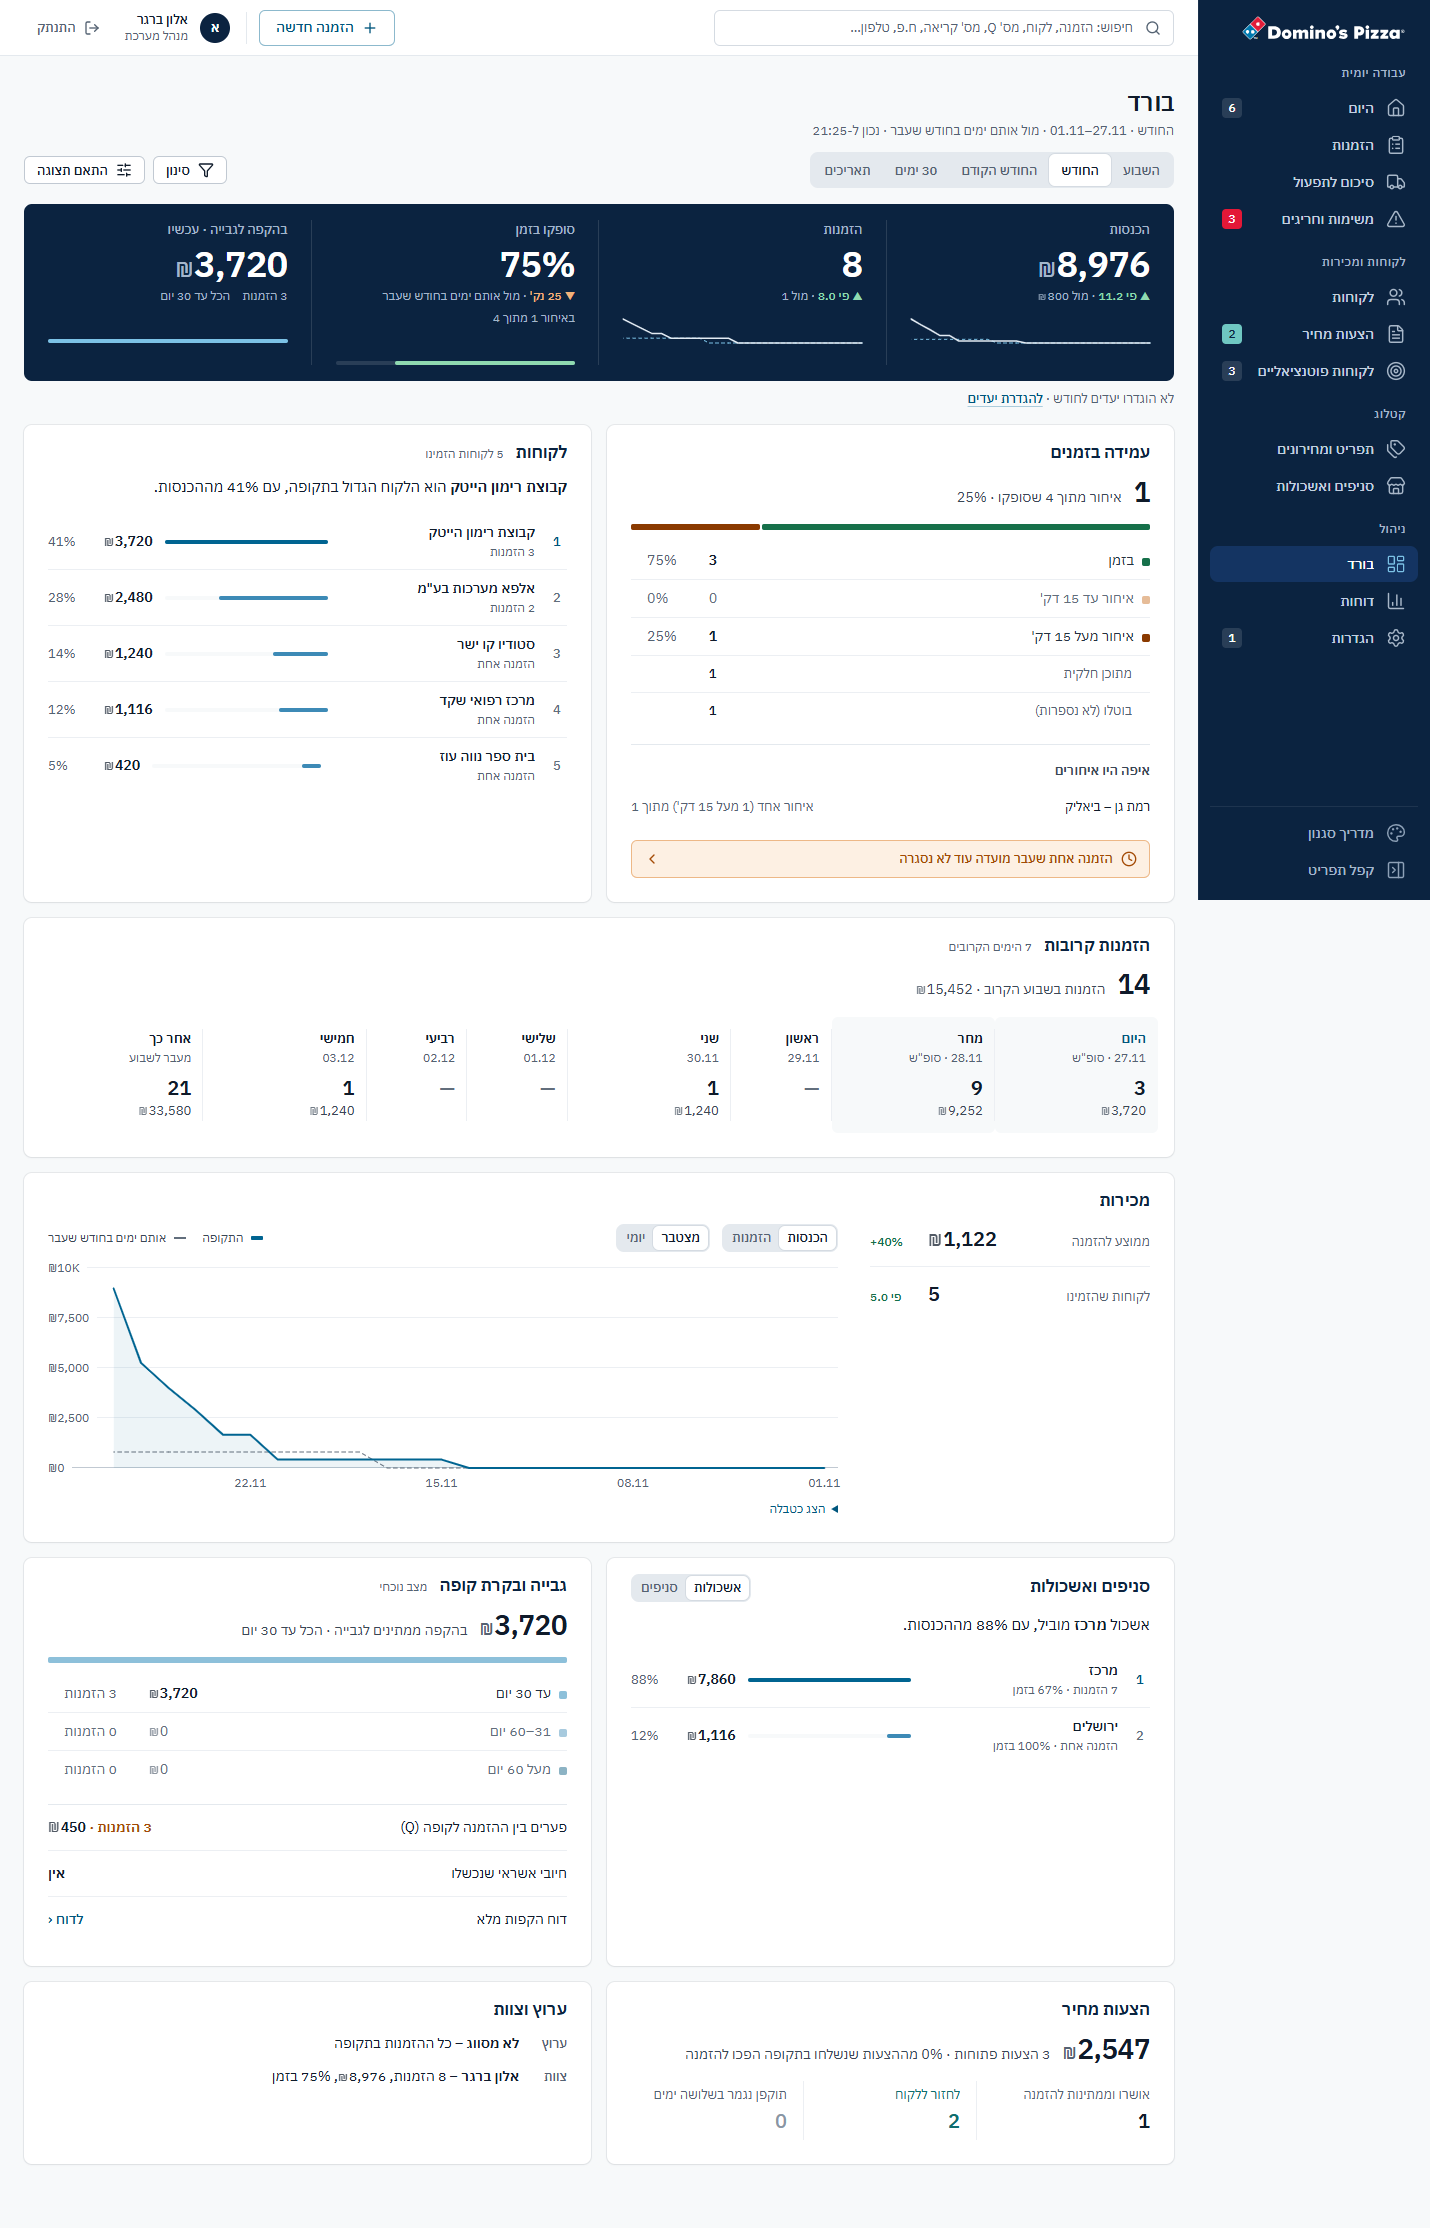 Domino's Pizza
עבודה יומית
היום 6
הזמנות
סיכום לתפעול
משימות וחריגים 3
לקוחות ומכירות
לקוחות
הצעות מחיר 2
לקוחות פוטנציאליים 3
קטלוג
תפריט ומחירונים
סניפים ואשכולות
ניהול
בורד
דוחות
הגדרות 1
מדריך סגנון
קפל תפריט
חיפוש: הזמנה, לקוח, מס' Q, מס' קריאה, ח.פ, טלפון...
הזמנה חדשה
א
אלון ברגר
מנהל מערכת
התנתק
בורד
החודש · 01.11–27.11 · מול אותם ימים בחודש שעבר · נכון ל-21:25
השבוע החודש החודש הקודם 30 ימים תאריכים
סינון
התאם תצוגה
הכנסות
₪8,976
▲ פי 11.2 · מול 800₪
הזמנות
8
▲ פי 8.0 · מול 1
סופקו בזמן
75%
▼ 25 נק' · מול אותם ימים בחודש שעבר
באיחור 1 מתוך 4
בהקפה לגבייה · עכשיו
₪3,720
3 הזמנות הכל עד 30 יום
לא הוגדרו יעדים לחודש · להגדרת יעדים
עמידה בזמנים
1 איחור מתוך 4 שסופקו · 25%
בזמן 3 75%
איחור עד 15 דק' 0 0%
איחור מעל 15 דק' 1 25%
מתוכן חלקית 1
בוטלו (לא נספרות) 1
איפה היו איחורים
רמת גן – ביאליק איחור אחד (1 מעל 15 דק') מתוך 1
הזמנה אחת שעבר מועדה עוד לא נסגרה
לקוחות 5 לקוחות הזמינו
קבוצת רימון הייטק הוא הלקוח הגדול בתקופה, עם 41% מההכנסות.
1 קבוצת רימון הייטק ₪3,720 41%
3 הזמנות
2 אלפא מערכות בע"מ ₪2,480 28%
2 הזמנות
3 סטודיו קו ישר ₪1,240 14%
הזמנה אחת
4 מרכז רפואי שקד ₪1,116 12%
הזמנה אחת
5 בית ספר נווה עוז ₪420 5%
הזמנה אחת
הזמנות קרובות 7 הימים הקרובים
14 הזמנות בשבוע הקרוב · ₪15,452
היום מחר ראשון שני שלישי רביעי חמישי אחר כך
27.11 · סופ"ש 28.11 · סופ"ש 29.11 30.11 01.12 02.12 03.12 מעבר לשבוע
3 9 — 1 — — 1 21
₪3,720 ₪9,252 ₪1,240 ₪1,240 ₪33,580
מכירות
ממוצע להזמנה ₪1,122 +40%
לקוחות שהזמינו 5 פי 5.0
הכנסות הזמנות
מצטבר יומי
התקופה
אותם ימים בחודש שעבר
₪10K
₪7,500
₪5,000
₪2,500
₪0
01.11 08.11 15.11 22.11
◀ הצג כטבלה
סניפים ואשכולות
אשכולות סניפים
אשכול מרכז מוביל, עם 88% מההכנסות.
1 מרכז ₪7,860 88%
7 הזמנות · 67% בזמן
2 ירושלים ₪1,116 12%
הזמנה אחת · 100% בזמן
גבייה ובקרת קופה מצב נוכחי
₪3,720 בהקפה ממתינים לגבייה · הכל עד 30 יום
עד 30 יום ₪3,720 3 הזמנות
31–60 יום ₪0 0 הזמנות
מעל 60 יום ₪0 0 הזמנות
פערים בין ההזמנה לקופה (Q) 3 הזמנות · ₪450
חיובי אשראי שנכשלו אין
דוח הקפות מלא לדוח ›
הצעות מחיר
₪2,547 3 הצעות פתוחות · 0% מההצעות שנשלחו בתקופה הפכו להזמנה
אושרו וממתינות להזמנה לחזור ללקוח תוקפן נגמר בשלושה ימים
1 2 0
ערוץ וצוות
ערוץ לא מסווג – כל ההזמנות בתקופה
צוות אלון ברגר – 8 הזמנות, ₪8,976, 75% בזמן